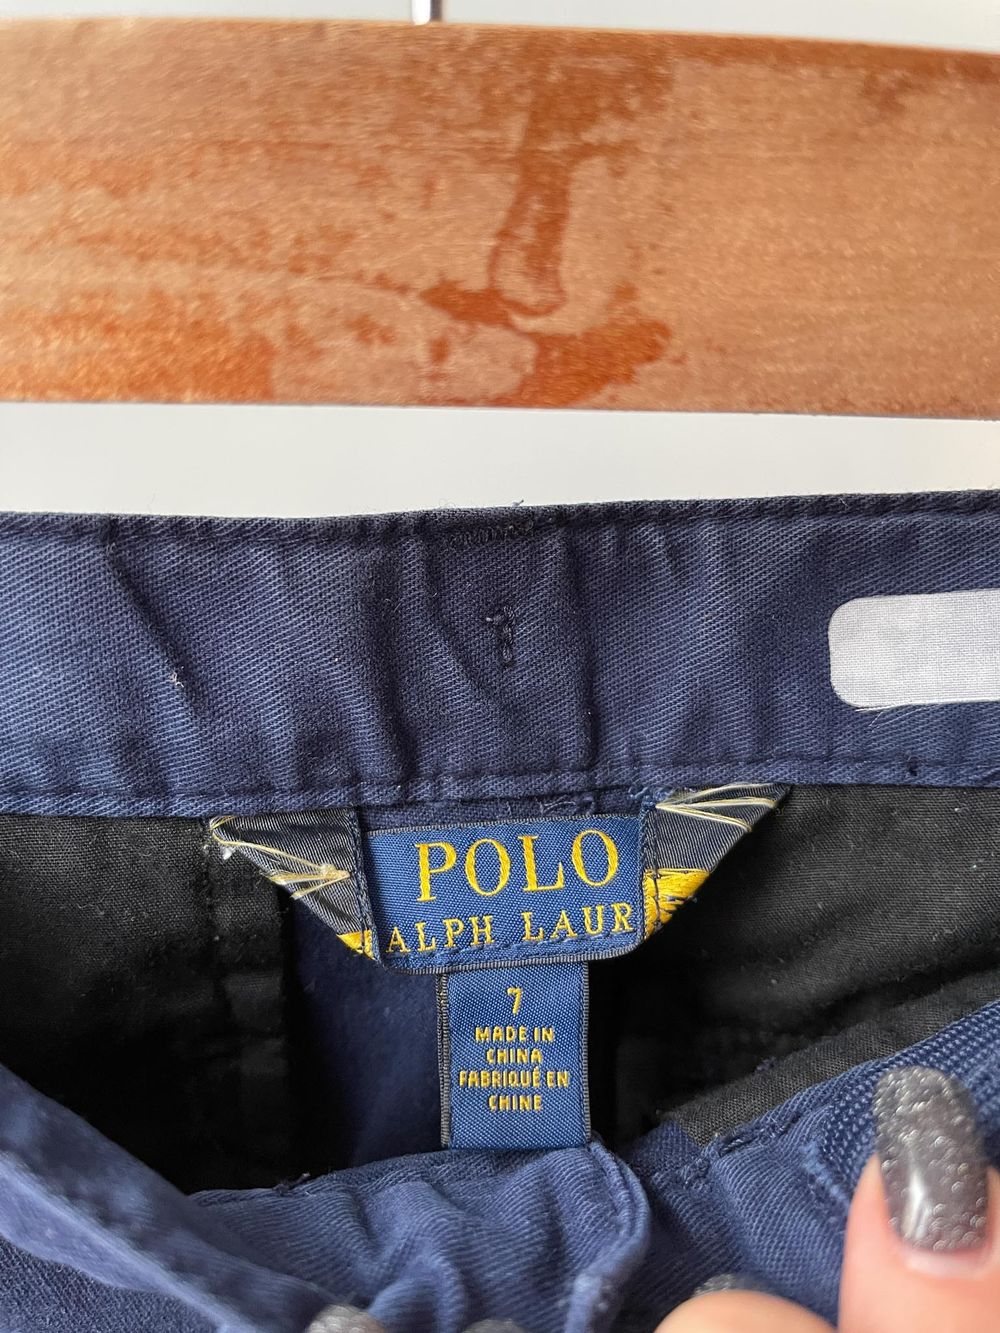 POLO
ALPH LAUR
7
MADE IN
CHINA
FABRIQUÉ EN
CHINE